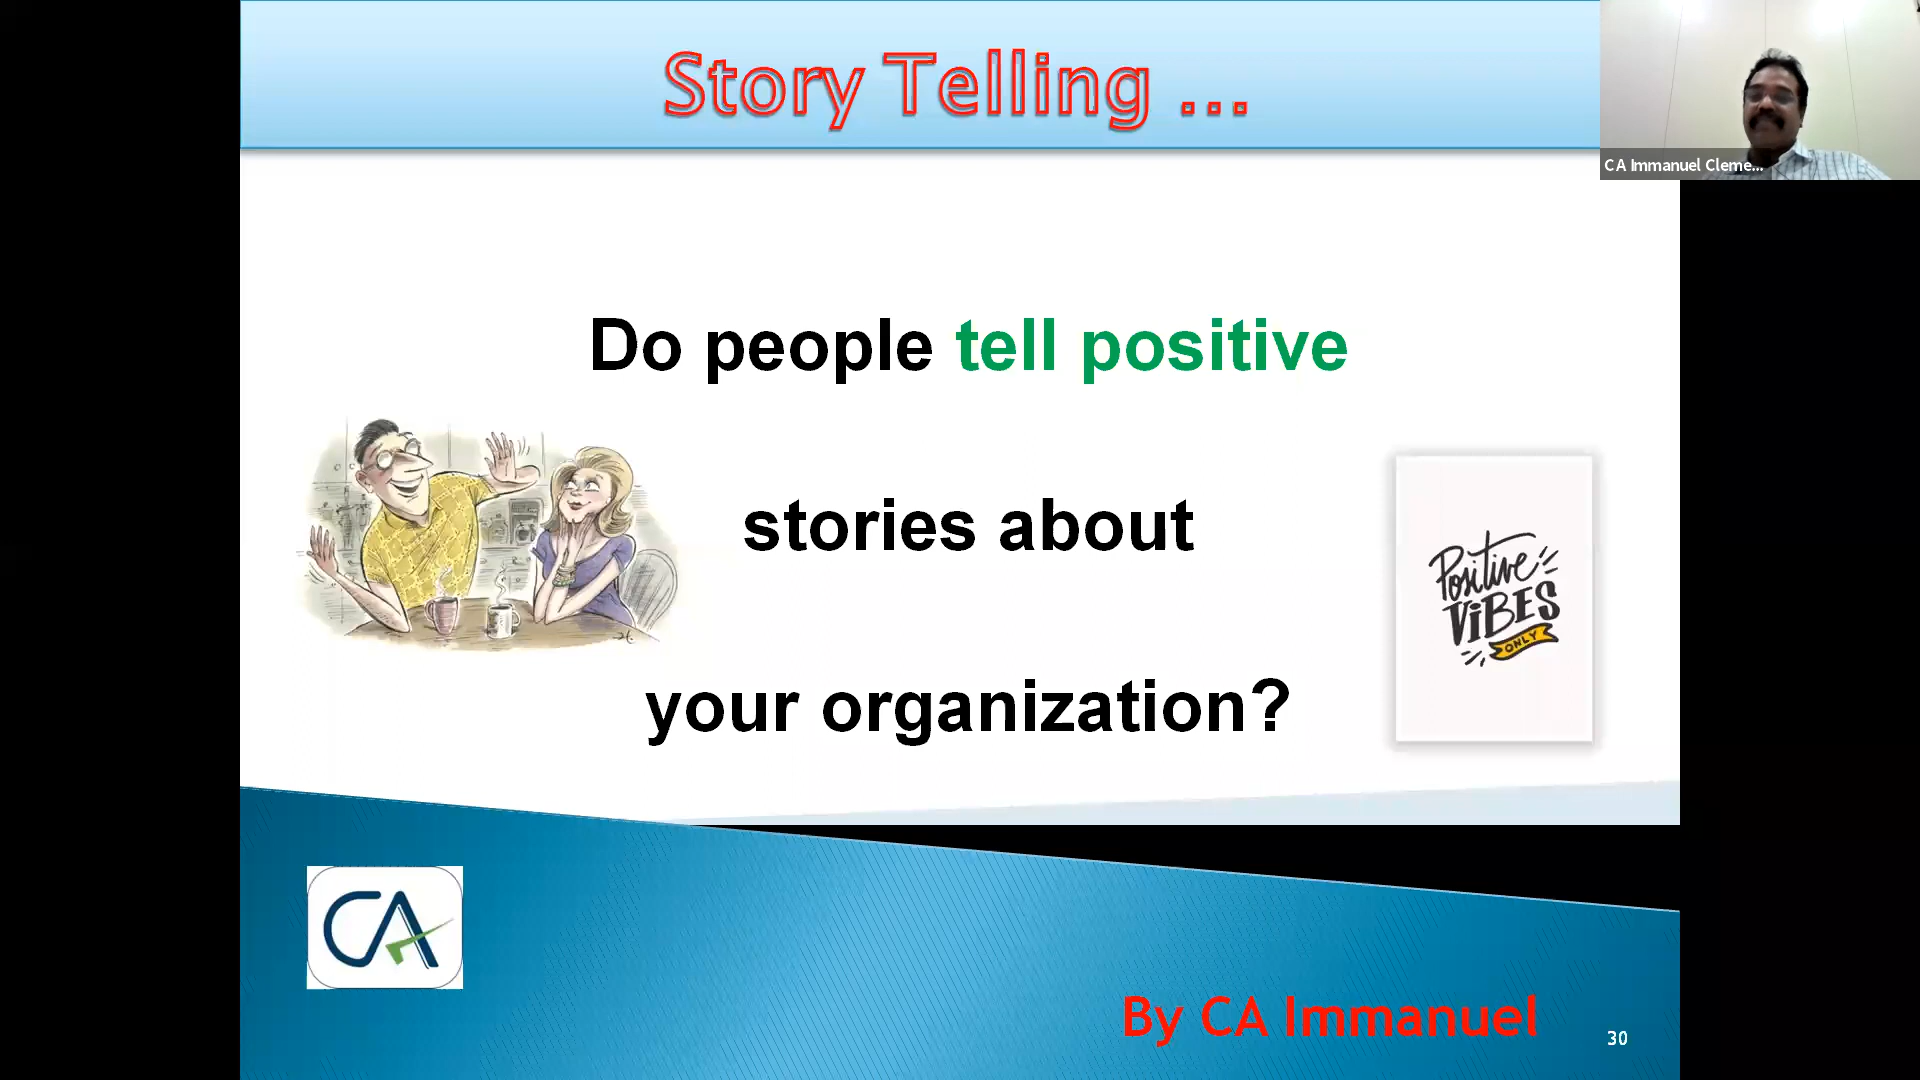 Story Telling ...
CA Immanuel Cleme...
Do people tell positive
stories about
your organization?
Positive
VIBES
ONLY
CA
By CA Immanuel
30